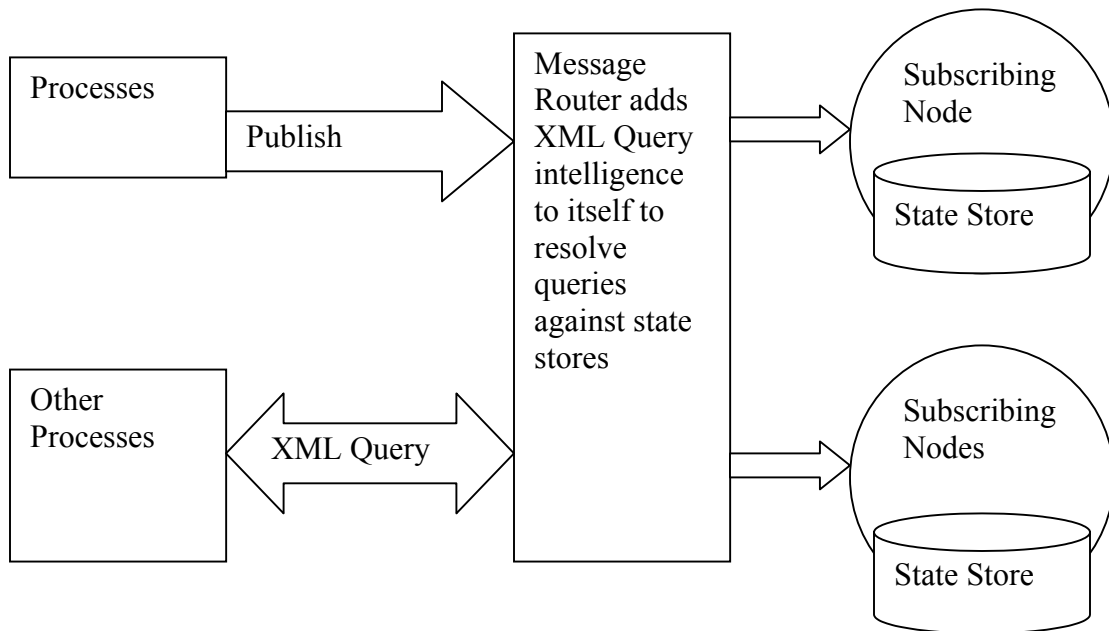 Processes
Publish
Message
Router adds
XML Query
intelligence
to itself to
resolve
queries
against state
stores
Subscribing
Node
State Store
Other
Processes
XML Query
Subscribing
Nodes
State Store